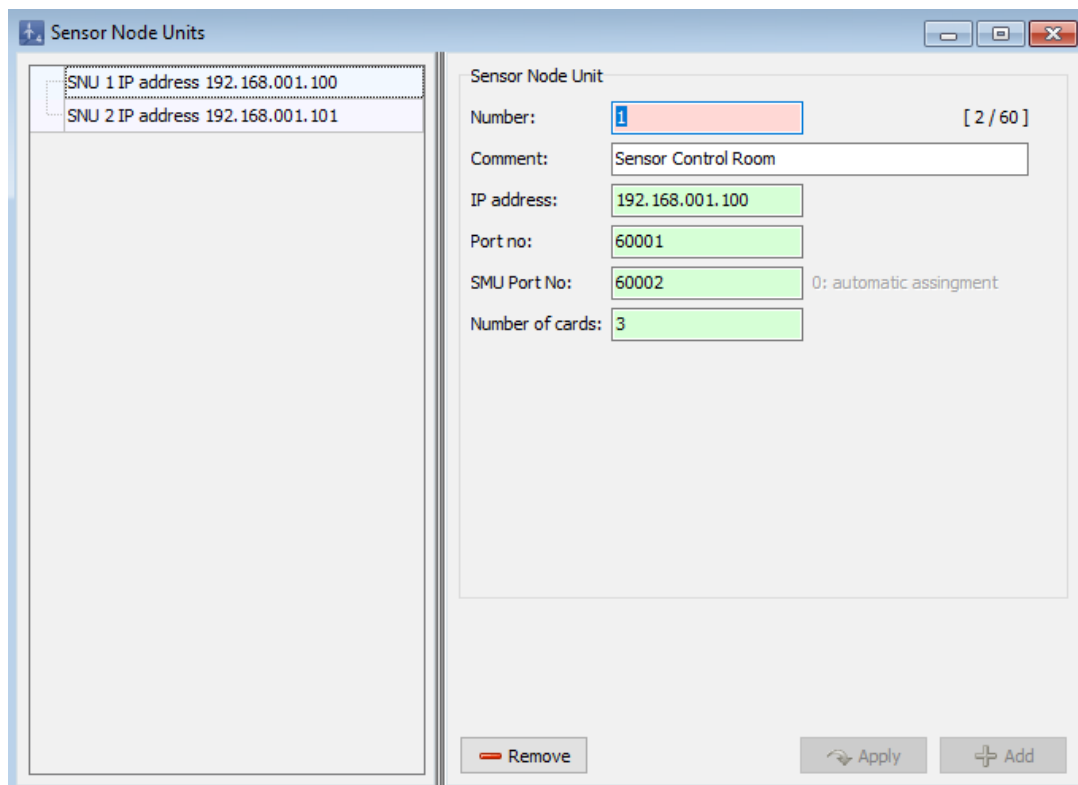 Sensor Node Units
SNU 1 IP address 192.168.001.100
SNU 2 IP address 192.168.001.101
Sensor Node Unit
Number: 1 [ 2 / 60 ]
Comment: Sensor Control Room
IP address: 192.168.001.100
Port no: 60001
SMU Port No: 60002 0: automatic assingment
Number of cards: 3
Remove Apply Add